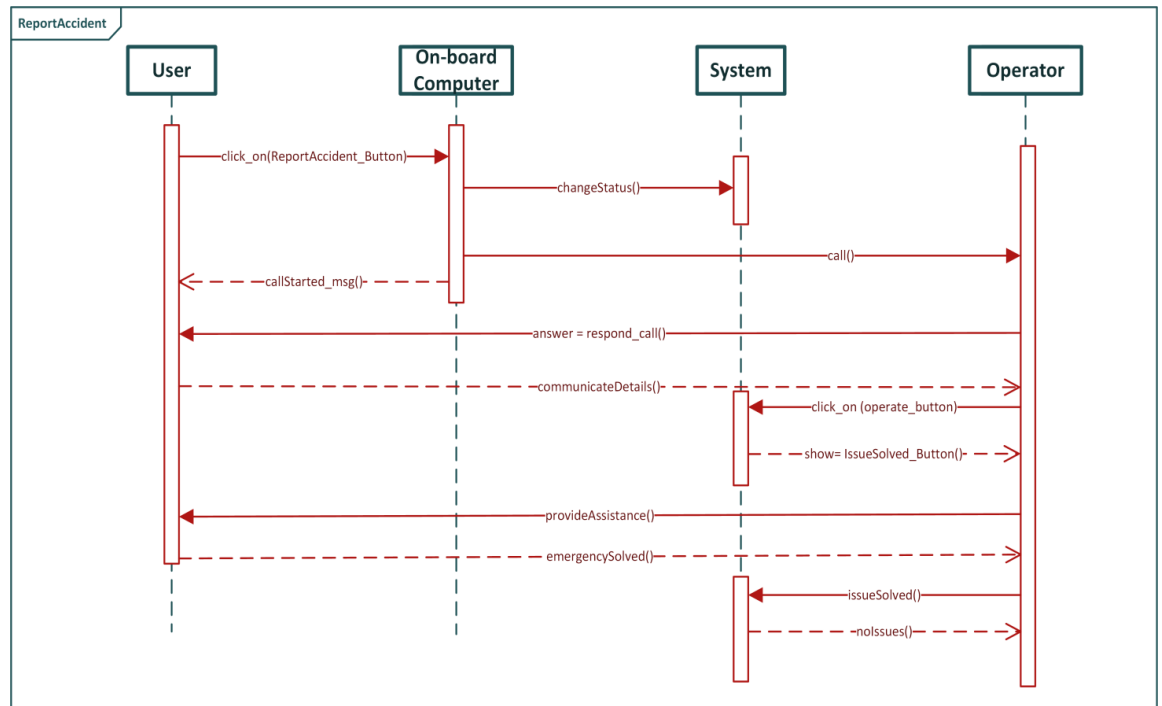 ReportAccident
User
On-board
Computer
System
Operator
click_on(ReportAccident_Button)
changeStatus()
call()
callStarted_msg()
answer = respond_call()
communicateDetails()
click_on (operate_button)
show= IssueSolved_Button()
provideAssistance()
emergencySolved()
issueSolved()
noIssues()